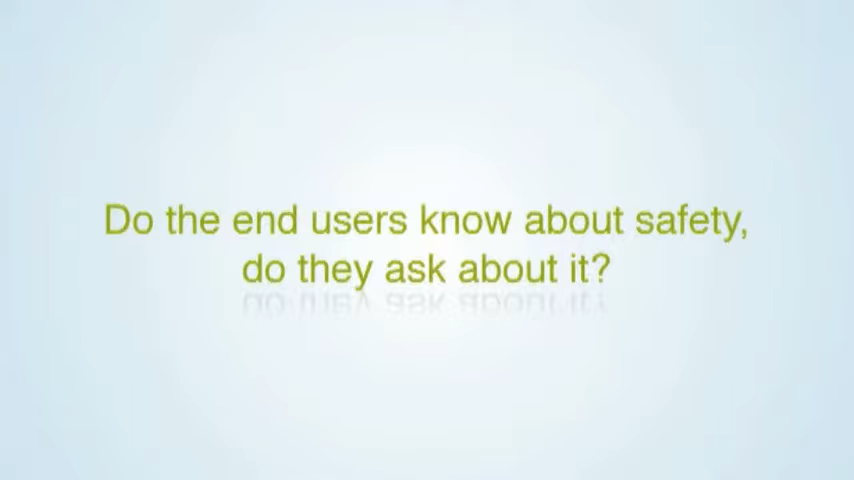 Do the end users know about safety,
do they ask about it?